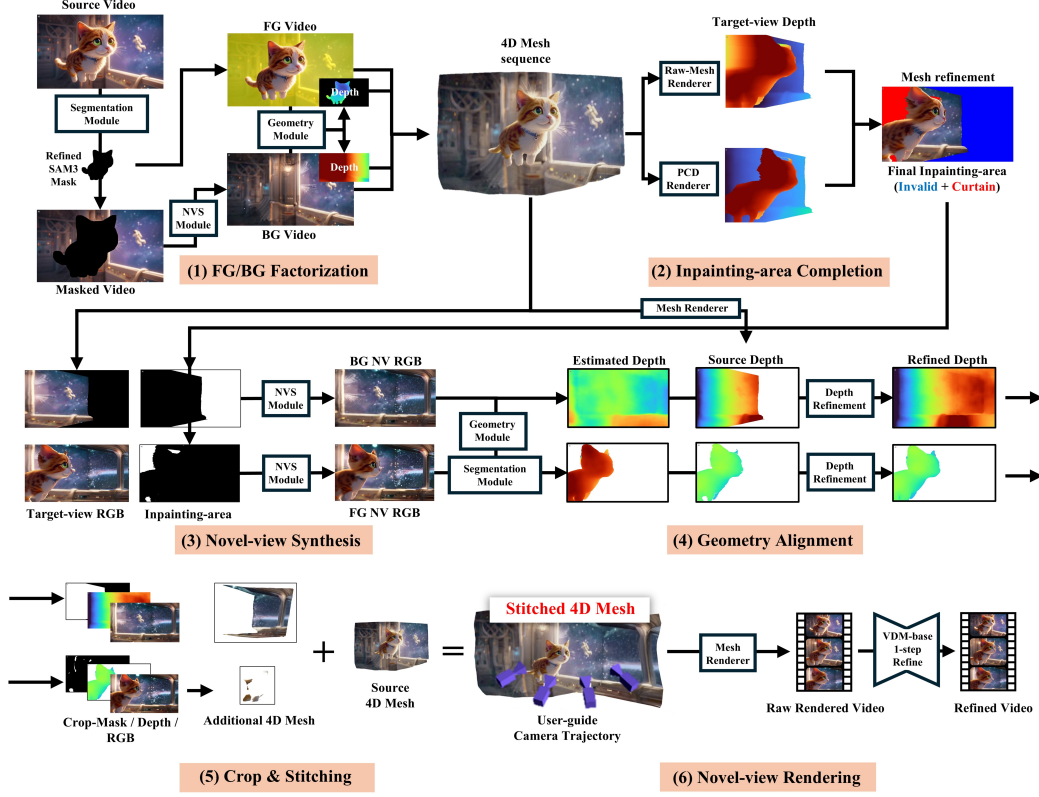 Source Video
Segmentation
Module
Refined
SAM3
Mask
NVS
Module
Masked Video
FG Video
Depth
Geometry
Module
Depth
BG Video
(1) FG/BG Factorization
4D Mesh
sequence
Target-view Depth
Raw-Mesh
Renderer
PCD
Renderer
Mesh refinement
Final Inpainting-area
(Invalid + Curtain)
(2) Inpainting-area Completion
Mesh Renderer
BG NV RGB
NVS
Module
NVS
Module
Geometry
Module
Segmentation
Module
Target-view RGB
Inpainting-area
FG NV RGB
(3) Novel-view Synthesis
Estimated Depth
Source Depth
Refined Depth
Depth
Refinement
Depth
Refinement
(4) Geometry Alignment
Crop-Mask / Depth /
RGB
Additional 4D Mesh
+
Source
4D Mesh
=
Stitched 4D Mesh
User-guide
Camera Trajectory
Mesh
Renderer
Raw Rendered Video
VDM-base
1-step
Refine
Refined Video
(5) Crop & Stitching
(6) Novel-view Rendering